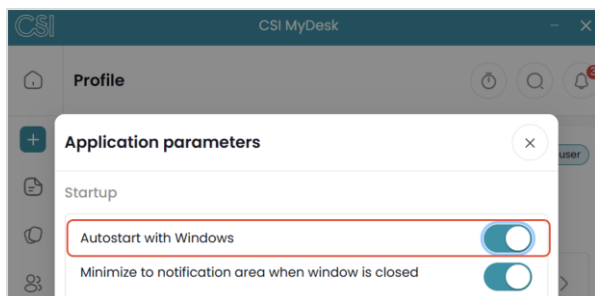 CSI
CSI MyDesk
Profile
3
Application parameters
user
Startup
Autostart with Windows
Minimize to notification area when window is closed